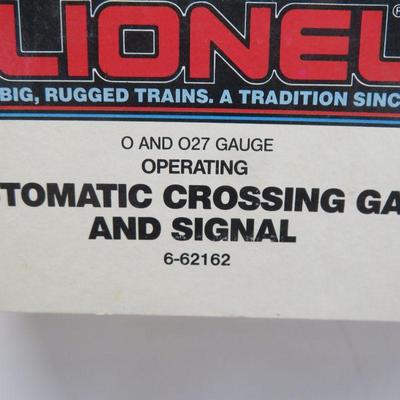 LIONEL®
BIG, RUGGED TRAINS. A TRADITION SINC
O AND O27 GAUGE
OPERATING
TOMATIC CROSSING GA
AND SIGNAL
6-62162